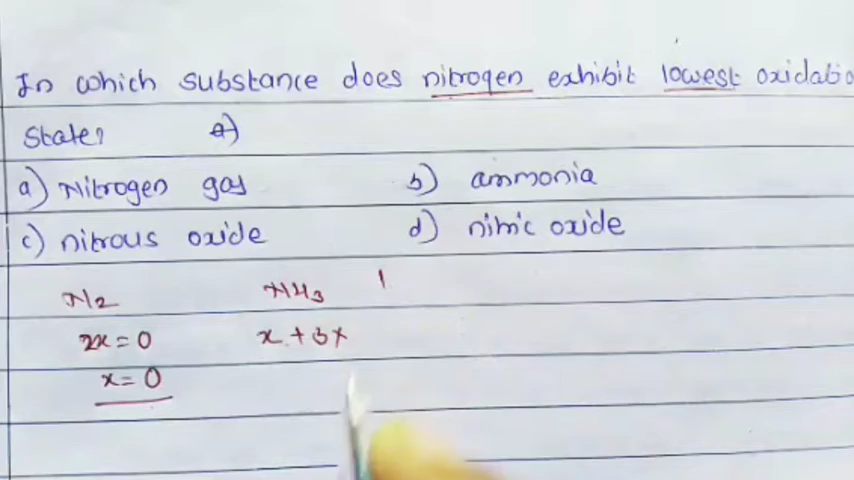 In which substance does nitrogen exhibit lowest oxidatio
State?
a) Nitrogen gas b) ammonia
c) nitrous oxide d) nitric oxide
N2 NH3 1
2x=0 x+3x
x=0